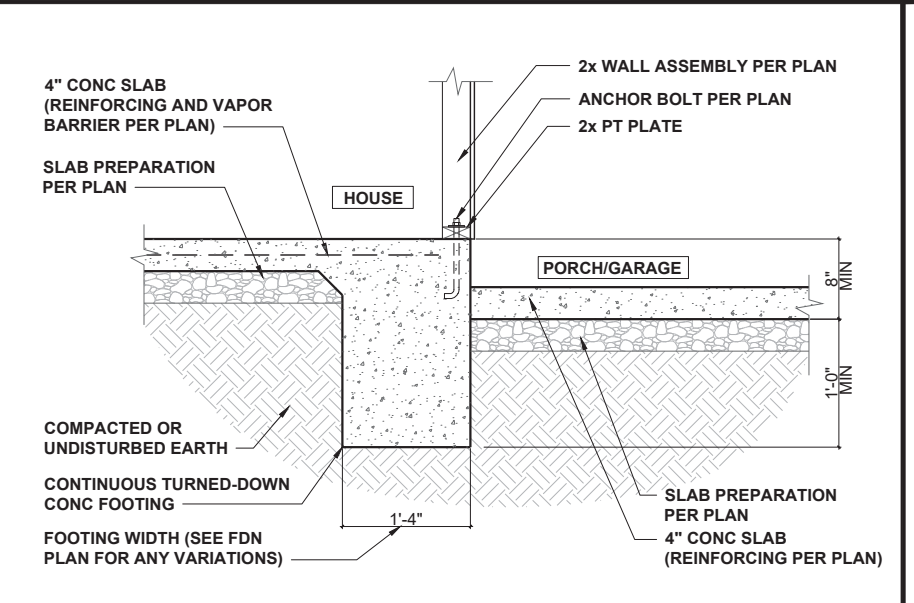 4" CONC SLAB
(REINFORCING AND VAPOR
BARRIER PER PLAN)
SLAB PREPARATION
PER PLAN
HOUSE
2x WALL ASSEMBLY PER PLAN
ANCHOR BOLT PER PLAN
2x PT PLATE
PORCH/GARAGE
8"
MIN
1'-0"
MIN
COMPACTED OR
UNDISTURBED EARTH
CONTINUOUS TURNED-DOWN
CONC FOOTING
FOOTING WIDTH (SEE FDN
PLAN FOR ANY VARIATIONS)
1'-4"
SLAB PREPARATION
PER PLAN
4" CONC SLAB
(REINFORCING PER PLAN)